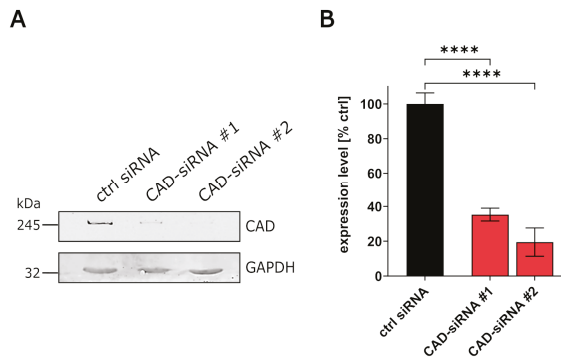 A
ctrl siRNA
CAD-siRNA #1
CAD-siRNA #2
kDa
245
CAD
32
GAPDH
B
****
****
expression level [% ctrl]
100
80
60
40
20
0
ctrl siRNA
CAD-siRNA #1
CAD-siRNA #2